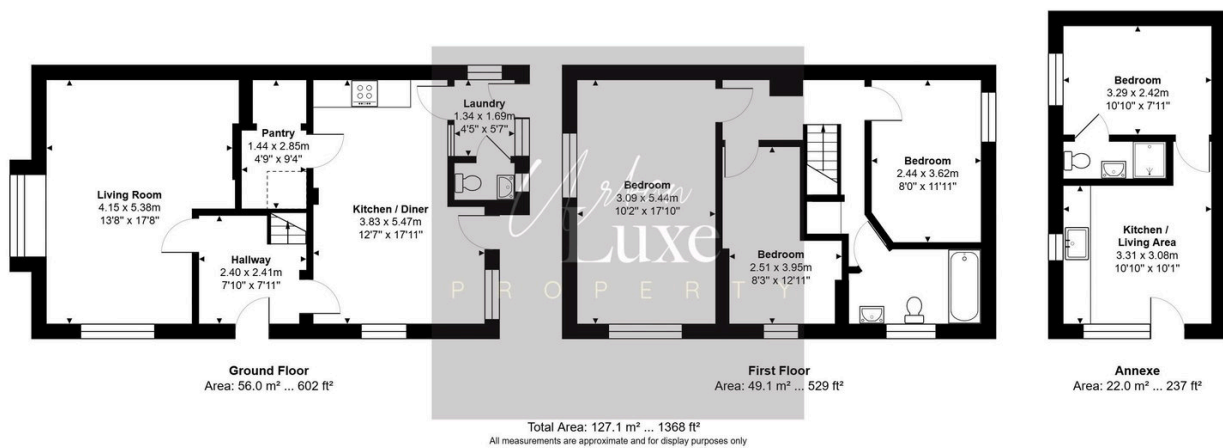 Living Room
4.15 x 5.38m
13'8" x 17'8"
Pantry
1.44 x 2.85m
4'9" x 9'4"
Hallway
2.40 x 2.41m
7'10" x 7'11"
Kitchen / Diner
3.83 x 5.47m
12'7" x 17'11"
Laundry
1.34 x 1.69m
4'5" x 5'7"
Ground Floor
Area: 56.0 m² ... 602 ft²
Bedroom
3.09 x 5.44m
10'2" x 17'10"
Bedroom
2.51 x 3.95m
8'3" x 12'11"
Bedroom
2.44 x 3.62m
8'0" x 11'11"
First Floor
Area: 49.1 m² ... 529 ft²
Bedroom
3.29 x 2.42m
10'10" x 7'11"
Kitchen /
Living Area
3.31 x 3.08m
10'10" x 10'1"
Annexe
Area: 22.0 m² ... 237 ft²
Urban
Luxe
PROPERTY
Total Area: 127.1 m² ... 1368 ft²
All measurements are approximate and for display purposes only